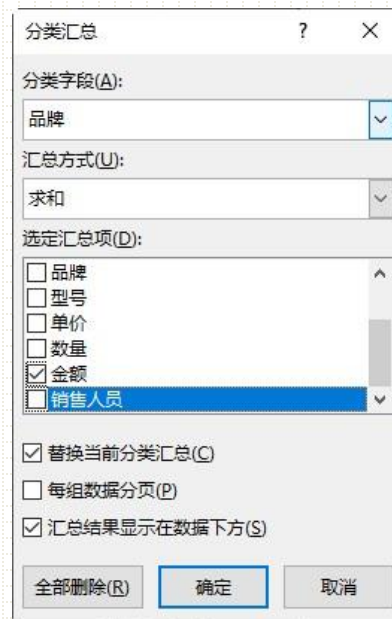 分类汇总 ? ×
分类字段(A):
品牌
汇总方式(U):
求和
选定汇总项(D):
品牌
型号
单价
数量
金额
销售人员
替换当前分类汇总(C)
每组数据分页(P)
汇总结果显示在数据下方(S)
全部删除(R) 确定 取消